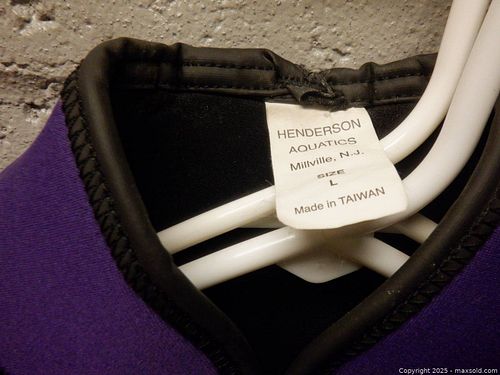 HENDERSON
AQUATICS
Millville, N.J.
SIZE
L
Made in TAIWAN
Copyright 2025 - maxsold.com